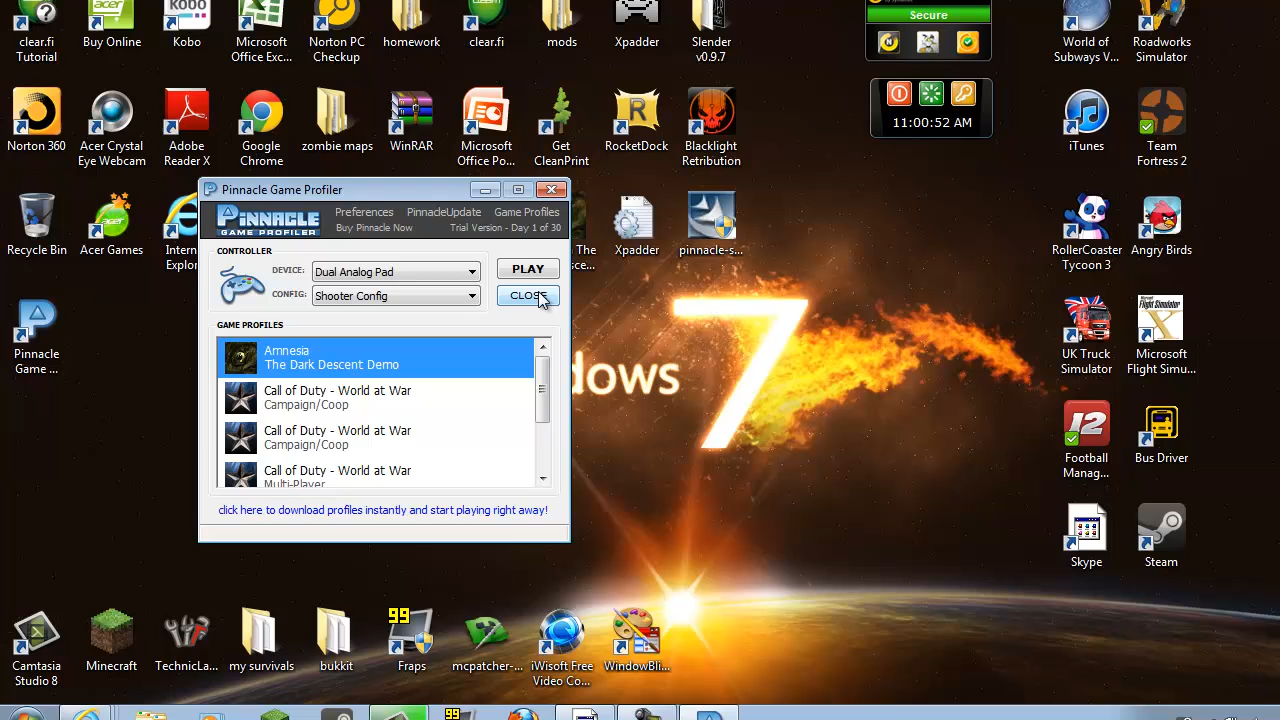 clear.fi
Tutorial
Buy Online
Kobo
Microsoft
Office Exc...
Norton PC
Checkup
homework
clear.fi
mods
Xpadder
Slender
v0.9.7
Secure
World of
Subways V...
Roadworks
Simulator
11:00:52 AM
Norton 360
Acer Crystal
Eye Webcam
Adobe
Reader X
Google
Chrome
zombie maps
WinRAR
Microsoft
Office Po...
Get
CleanPrint
RocketDock
Blacklight
Retribution
iTunes
Team
Fortress 2
Recycle Bin
Acer Games
Intern
Explor
Xpadder
pinnacle-s...
RollerCoaster
Tycoon 3
Angry Birds
Pinnacle Game Profiler
PINNACLE
GAME PROFILER
Preferences
PinnacleUpdate
Game Profiles
Buy Pinnacle Now
Trial Version - Day 1 of 30
CONTROLLER
DEVICE:
Dual Analog Pad
PLAY
CONFIG:
Shooter Config
CLOSE
GAME PROFILES
Amnesia
The Dark Descent Demo
Call of Duty - World at War
Campaign/Coop
Call of Duty - World at War
Campaign/Coop
Call of Duty - World at War
Multi-Player
click here to download profiles instantly and start playing right away!
Pinnacle
Game ...
dows
7
UK Truck
Simulator
Microsoft
Flight Simu...
Football
Manag...
Bus Driver
Skype
Steam
Camtasia
Studio 8
Minecraft
TechnicLa...
my survivals
bukkit
99
Fraps
mcpatcher-...
iWisoft Free
Video Co...
WindowBli...
99